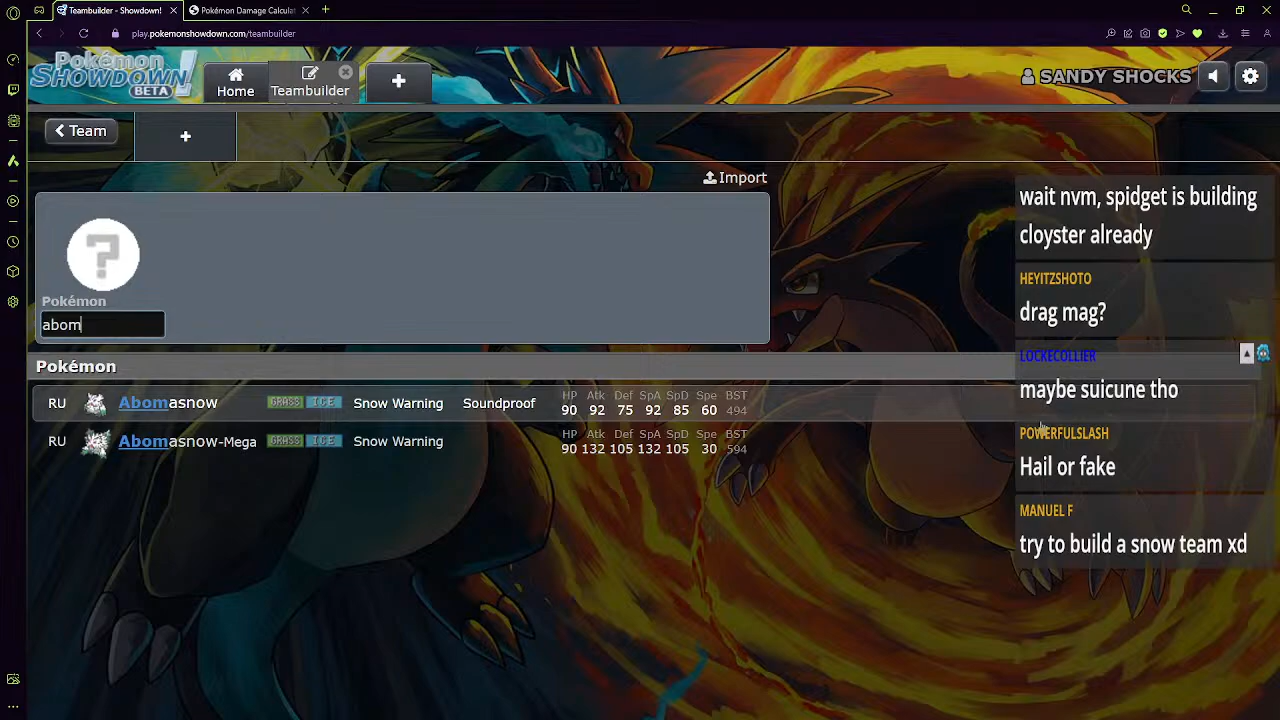 Teambuilder - Showdown!
Pokémon Damage Calculat
play.pokemonshowdown.com/teambuilder
Pokémon
SHOWDOWN!
BETA
Home
Teambuilder
SANDY SHOCKS
Team
Import
Pokémon
abom
Pokémon
RU Abomasnow GRASS ICE Snow Warning Soundproof HP 90 Atk 92 Def 75 SpA 92 SpD 85 Spe 60 BST 494
RU Abomasnow-Mega GRASS ICE Snow Warning HP 90 Atk 132 Def 105 SpA 132 SpD 105 Spe 30 BST 594
wait nvm, spidget is building
cloyster already
HEYITZSHOTO
drag mag?
LOCKECOLLIER
maybe suicune tho
POWERFULSLASH
Hail or fake
MANUEL F
try to build a snow team xd